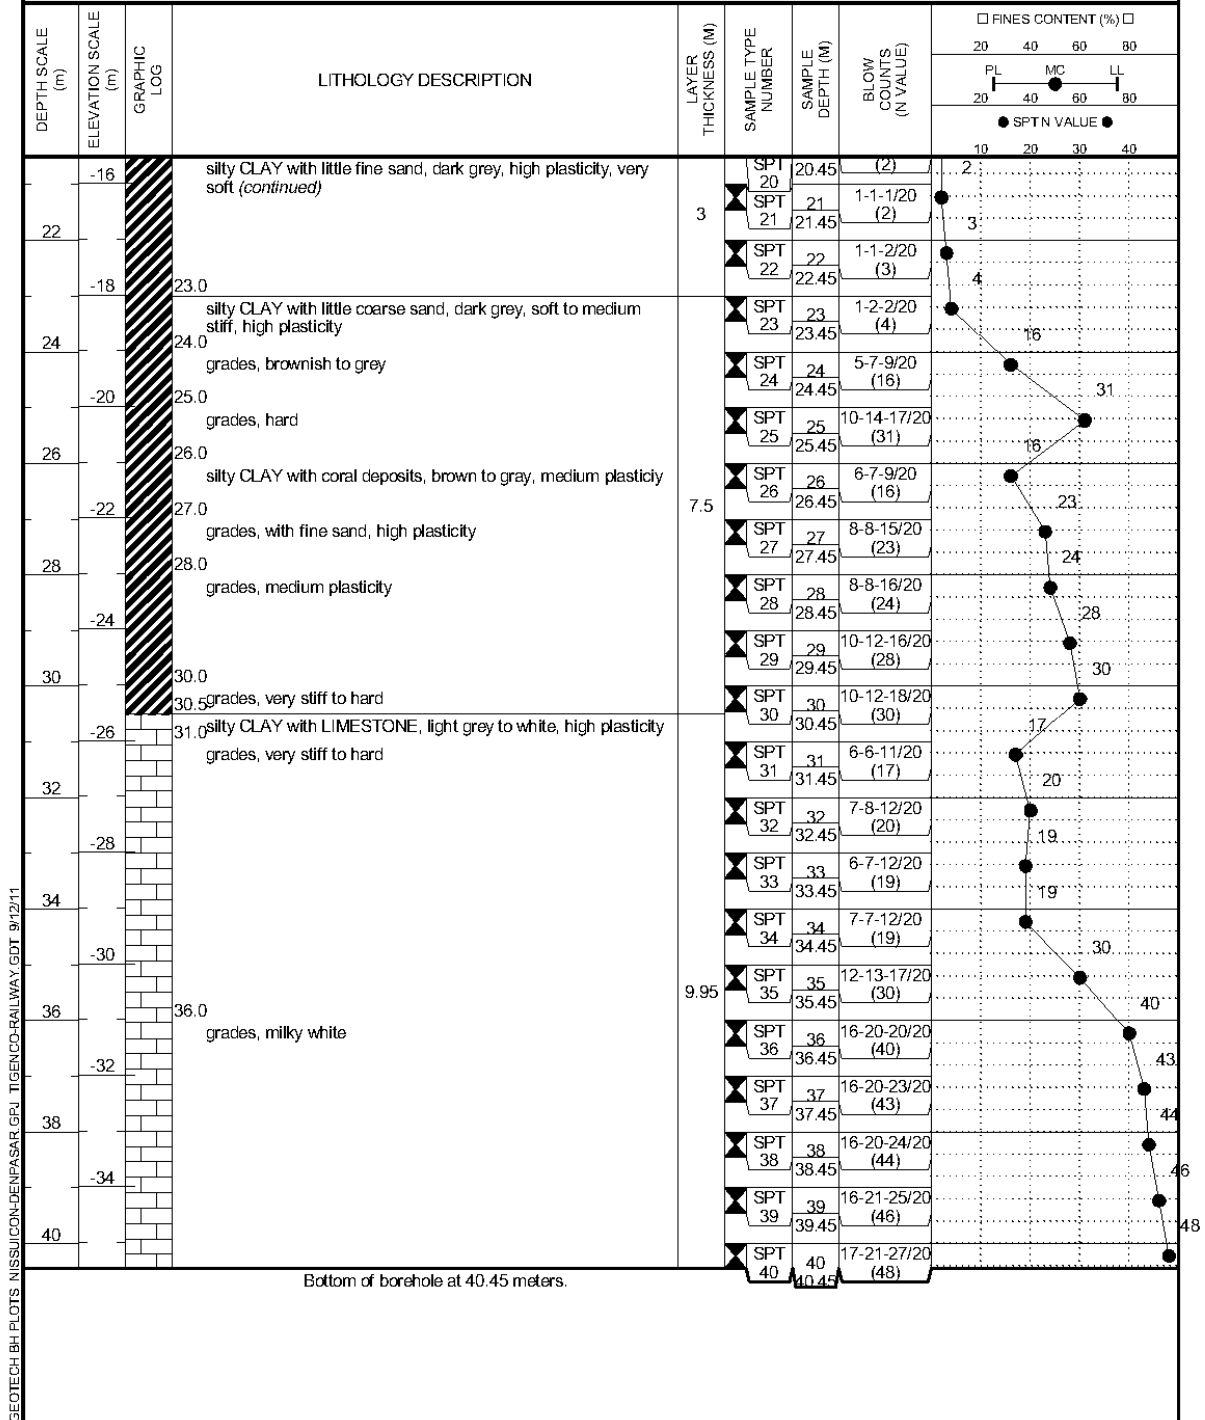 DEPTH SCALE
(m)
ELEVATION SCALE
(m)
GRAPHIC
LOG
LITHOLOGY DESCRIPTION
LAYER
THICKNESS (M)
SAMPLE TYPE
NUMBER
SAMPLE
DEPTH (M)
BLOW
COUNTS
(N VALUE)
□ FINES CONTENT (%) □
20 40 60 80
PL MC LL
20 40 60 80
● SPT N VALUE ●
10 20 30 40
-16 silty CLAY with little fine sand, dark grey, high plasticity, very
soft (continued)
SPT
20
20.45
(2)
2
3
SPT
21
21
21.45
1-1-1/20
(2)
3
22
SPT
22
22
22.45
1-1-2/20
(3)
4
-18
23.0
silty CLAY with little coarse sand, dark grey, soft to medium
stiff, high plasticity
SPT
23
23
23.45
1-2-2/20
(4)
16
24
24.0
grades, brownish to grey
SPT
24
24
24.45
5-7-9/20
(16)
31
-20
25.0
grades, hard
SPT
25
25
25.45
10-14-17/20
(31)
16
26
26.0
silty CLAY with coral deposits, brown to gray, medium plasticiy
SPT
26
26
26.45
6-7-9/20
(16)
23
7.5
-22
27.0
grades, with fine sand, high plasticity
SPT
27
27
27.45
8-8-15/20
(23)
24
28
28.0
grades, medium plasticity
SPT
28
28
28.45
8-8-16/20
(24)
28
-24
SPT
29
29
29.45
10-12-16/20
(28)
30
30
30.0
30.5 grades, very stiff to hard
SPT
30
30
30.45
10-12-18/20
(30)
17
-26
31.0 silty CLAY with LIMESTONE, light grey to white, high plasticity
grades, very stiff to hard
SPT
31
31
31.45
6-6-11/20
(17)
20
32
SPT
32
32
32.45
7-8-12/20
(20)
19
-28
SPT
33
33
33.45
6-7-12/20
(19)
19
34
SPT
34
34
34.45
7-7-12/20
(19)
30
-30
9.95
SPT
35
35
35.45
12-13-17/20
(30)
40
36
36.0
grades, milky white
SPT
36
36
36.45
16-20-20/20
(40)
43
-32
SPT
37
37
37.45
16-20-23/20
(43)
44
38
SPT
38
38
38.45
16-20-24/20
(44)
46
-34
SPT
39
39
39.45
16-21-25/20
(46)
48
40
SPT
40
40
40.45
17-21-27/20
(48)
Bottom of borehole at 40.45 meters.
GEOTECH BH PLOTS NISSUICON-DENPASAR.GPJ TIGENCO-RAILWAY.GDT 9/12/11